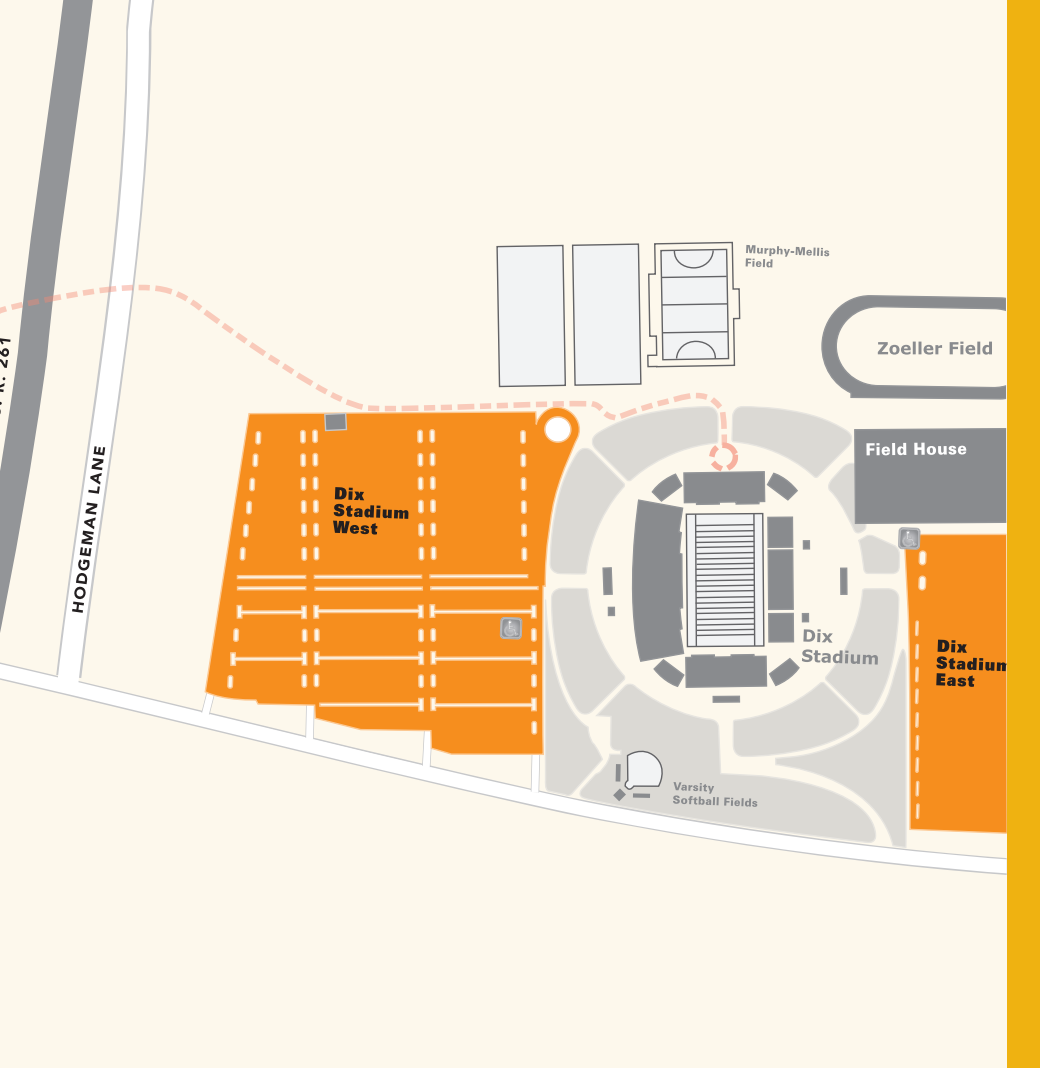 Murphy-Mellis
Field
Zoeller Field
261
HODGEMAN LANE
Field House
Dix
Stadium
West
Dix
Stadium
Dix
Stadium
East
Varsity
Softball Fields